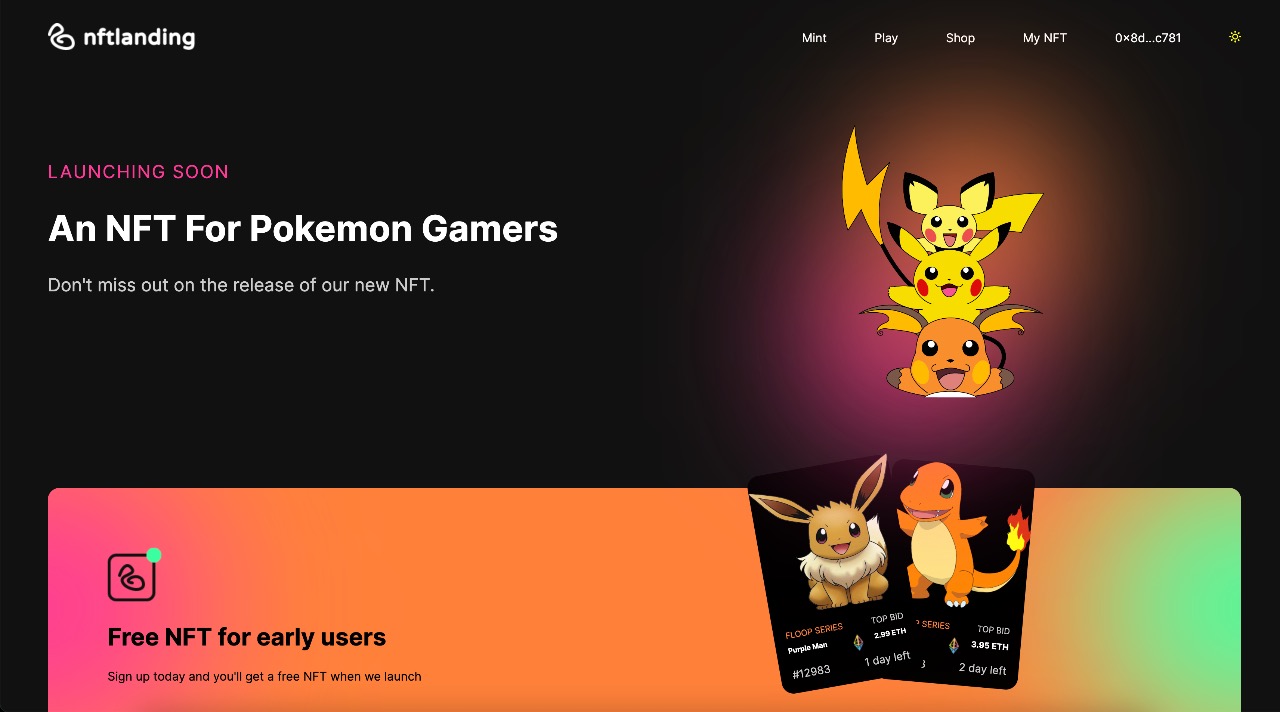 nftlanding
Mint
Play
Shop
My NFT
0x8d...c781
LAUNCHING SOON
An NFT For Pokemon Gamers
Don't miss out on the release of our new NFT.
Free NFT for early users
Sign up today and you'll get a free NFT when we launch
FLOOP SERIES
TOP BID
Purple Man
2.99 ETH
#12983
1 day left
P SERIES
TOP BID
3.95 ETH
3
2 day left